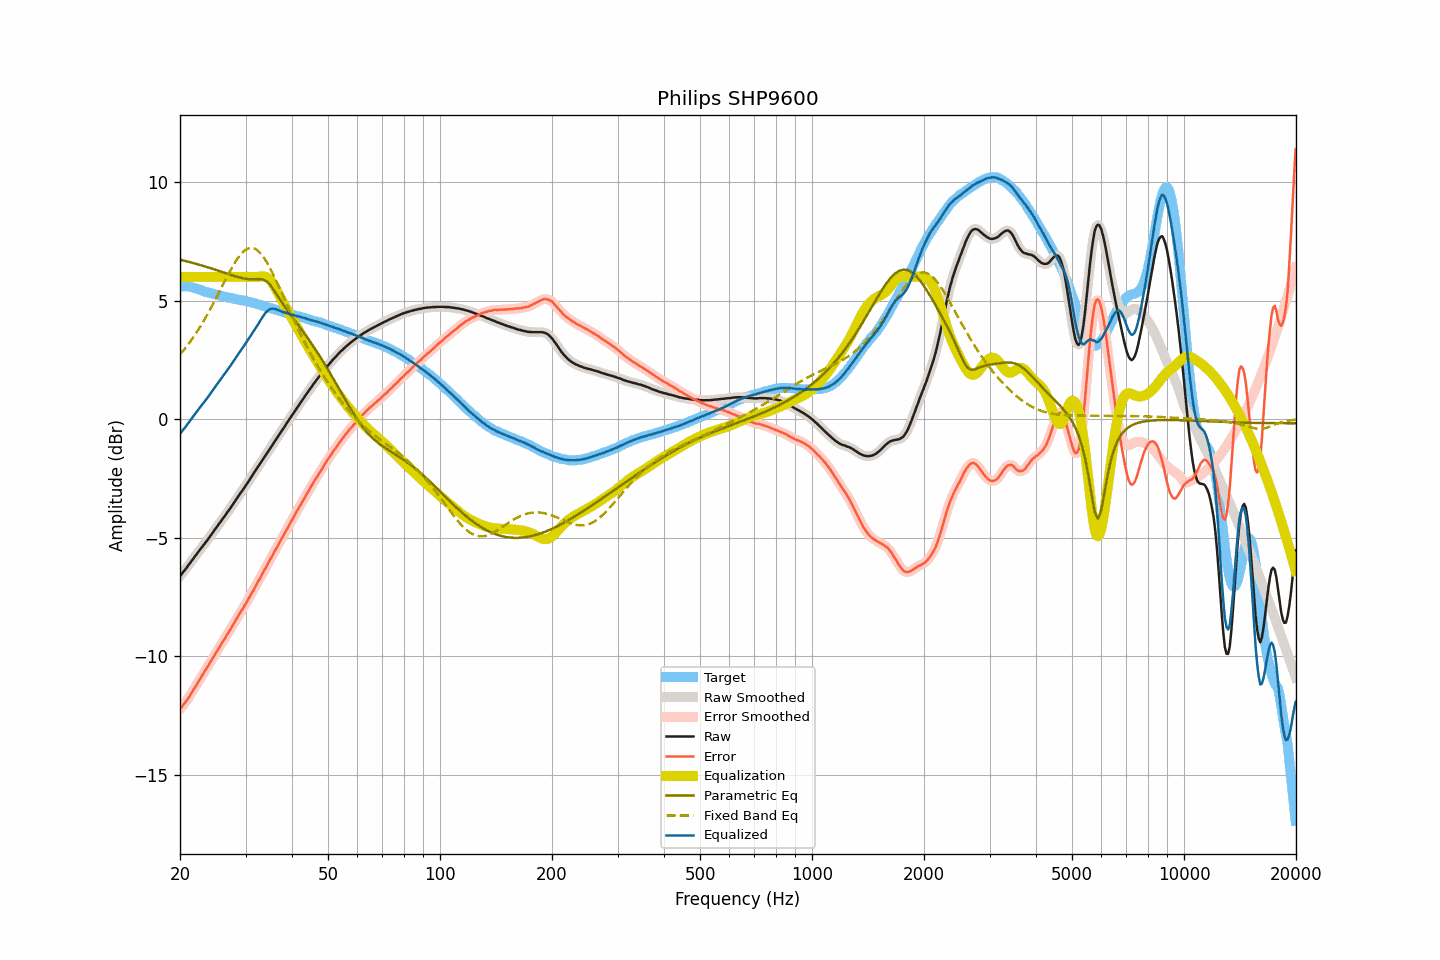 Philips SHP9600
10
5
0
−5
−10
−15
Amplitude (dBr)
Target
Raw Smoothed
Error Smoothed
Raw
Error
Equalization
Parametric Eq
Fixed Band Eq
Equalized
20 50 100 200 500 1000 2000 5000 10000 20000
Frequency (Hz)